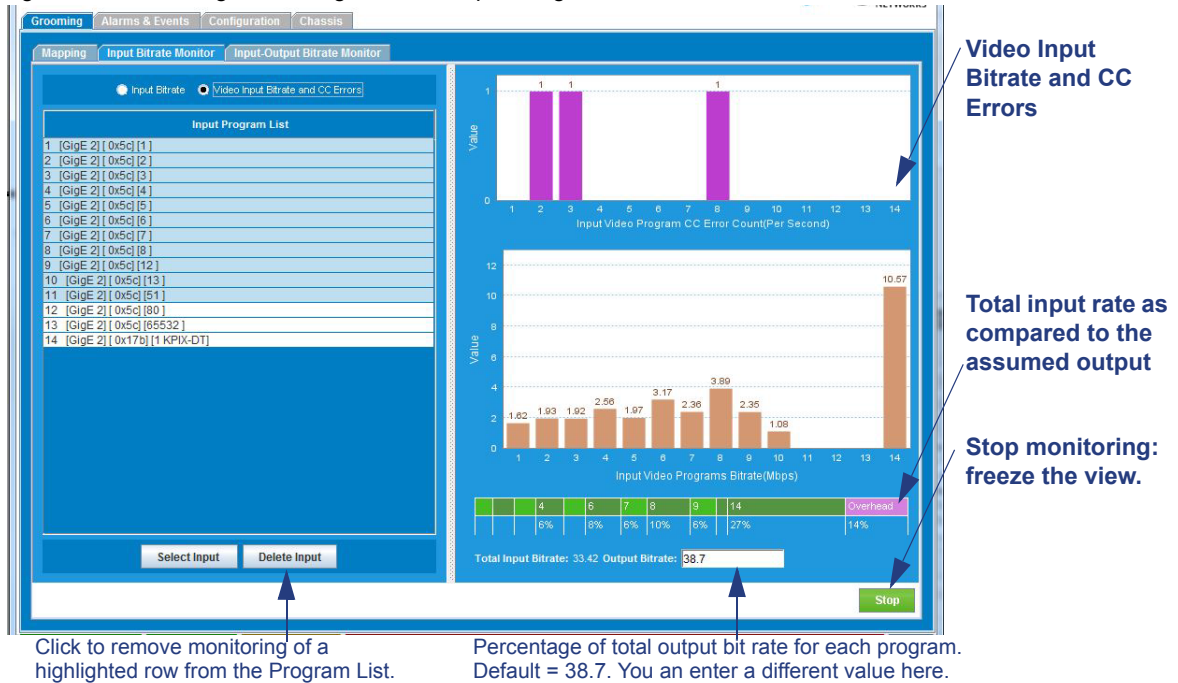 NETWORKS
Grooming Alarms & Events Configuration Chassis
Mapping Input Bitrate Monitor Input-Output Bitrate Monitor
Input Bitrate Video Input Bitrate and CC Errors
Input Program List
1 [GigE 2] [ 0x5c] [1 ]
2 [GigE 2] [ 0x5c] [2 ]
3 [GigE 2] [ 0x5c] [3 ]
4 [GigE 2] [ 0x5c] [4 ]
5 [GigE 2] [ 0x5c] [5 ]
6 [GigE 2] [ 0x5c] [6 ]
7 [GigE 2] [ 0x5c] [7 ]
8 [GigE 2] [ 0x5c] [8 ]
9 [GigE 2] [ 0x5c] [12 ]
10 [GigE 2] [ 0x5c] [13 ]
11 [GigE 2] [ 0x5c] [51 ]
12 [GigE 2] [ 0x5c] [80 ]
13 [GigE 2] [ 0x5c] [65532 ]
14 [GigE 2] [ 0x17b] [1 KPIX-DT]
Select Input Delete Input
1 1 1
1
Value
0
1 2 3 4 5 6 7 8 9 10 11 12 13 14
Input Video Program CC Error Count(Per Second)
12
10
8
6
4
2
0
Value
1.62 1.93 1.92 2.56 1.97 3.17 2.36 3.89 2.35 1.08 10.57
1 2 3 4 5 6 7 8 9 10 11 12 13 14
Input Video Programs Bitrate(Mbps)
4 6 7 8 9 14 Overhead
6% 8% 6% 10% 6% 27% 14%
Total Input Bitrate: 33.42 Output Bitrate: 38.7
Stop
Video Input
Bitrate and CC
Errors
Total input rate as
compared to the
assumed output
Stop monitoring:
freeze the view.
Click to remove monitoring of a
highlighted row from the Program List.
Percentage of total output bit rate for each program.
Default = 38.7. You an enter a different value here.